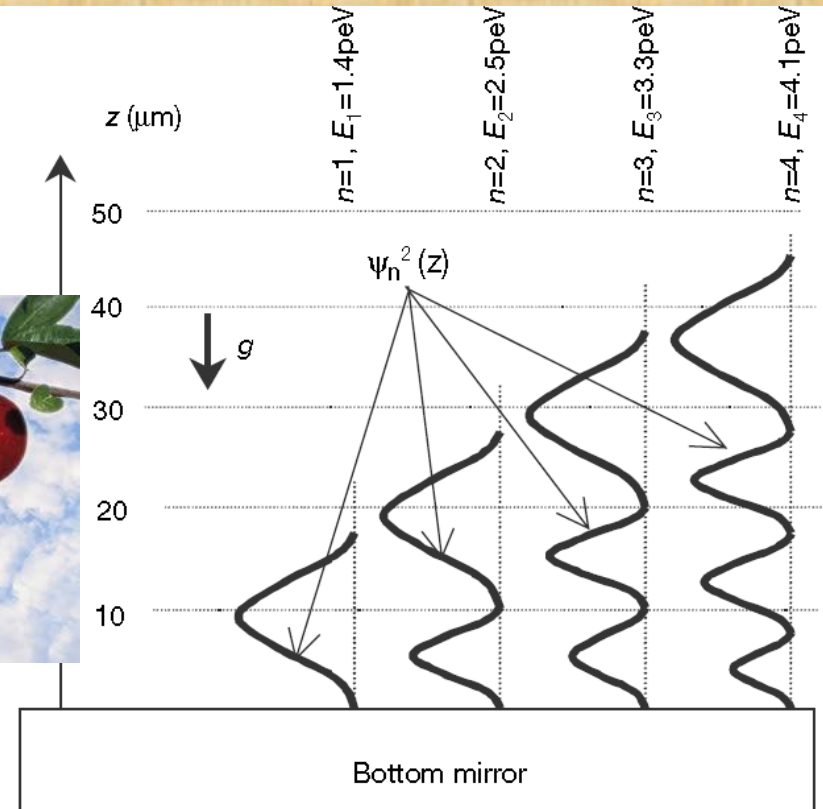 z (μm)
n=1, E₁=1.4peV
n=2, E₂=2.5peV
n=3, E₃=3.3peV
n=4, E₄=4.1peV
50
ψₙ² (z)
40
g
30
20
10
Bottom mirror